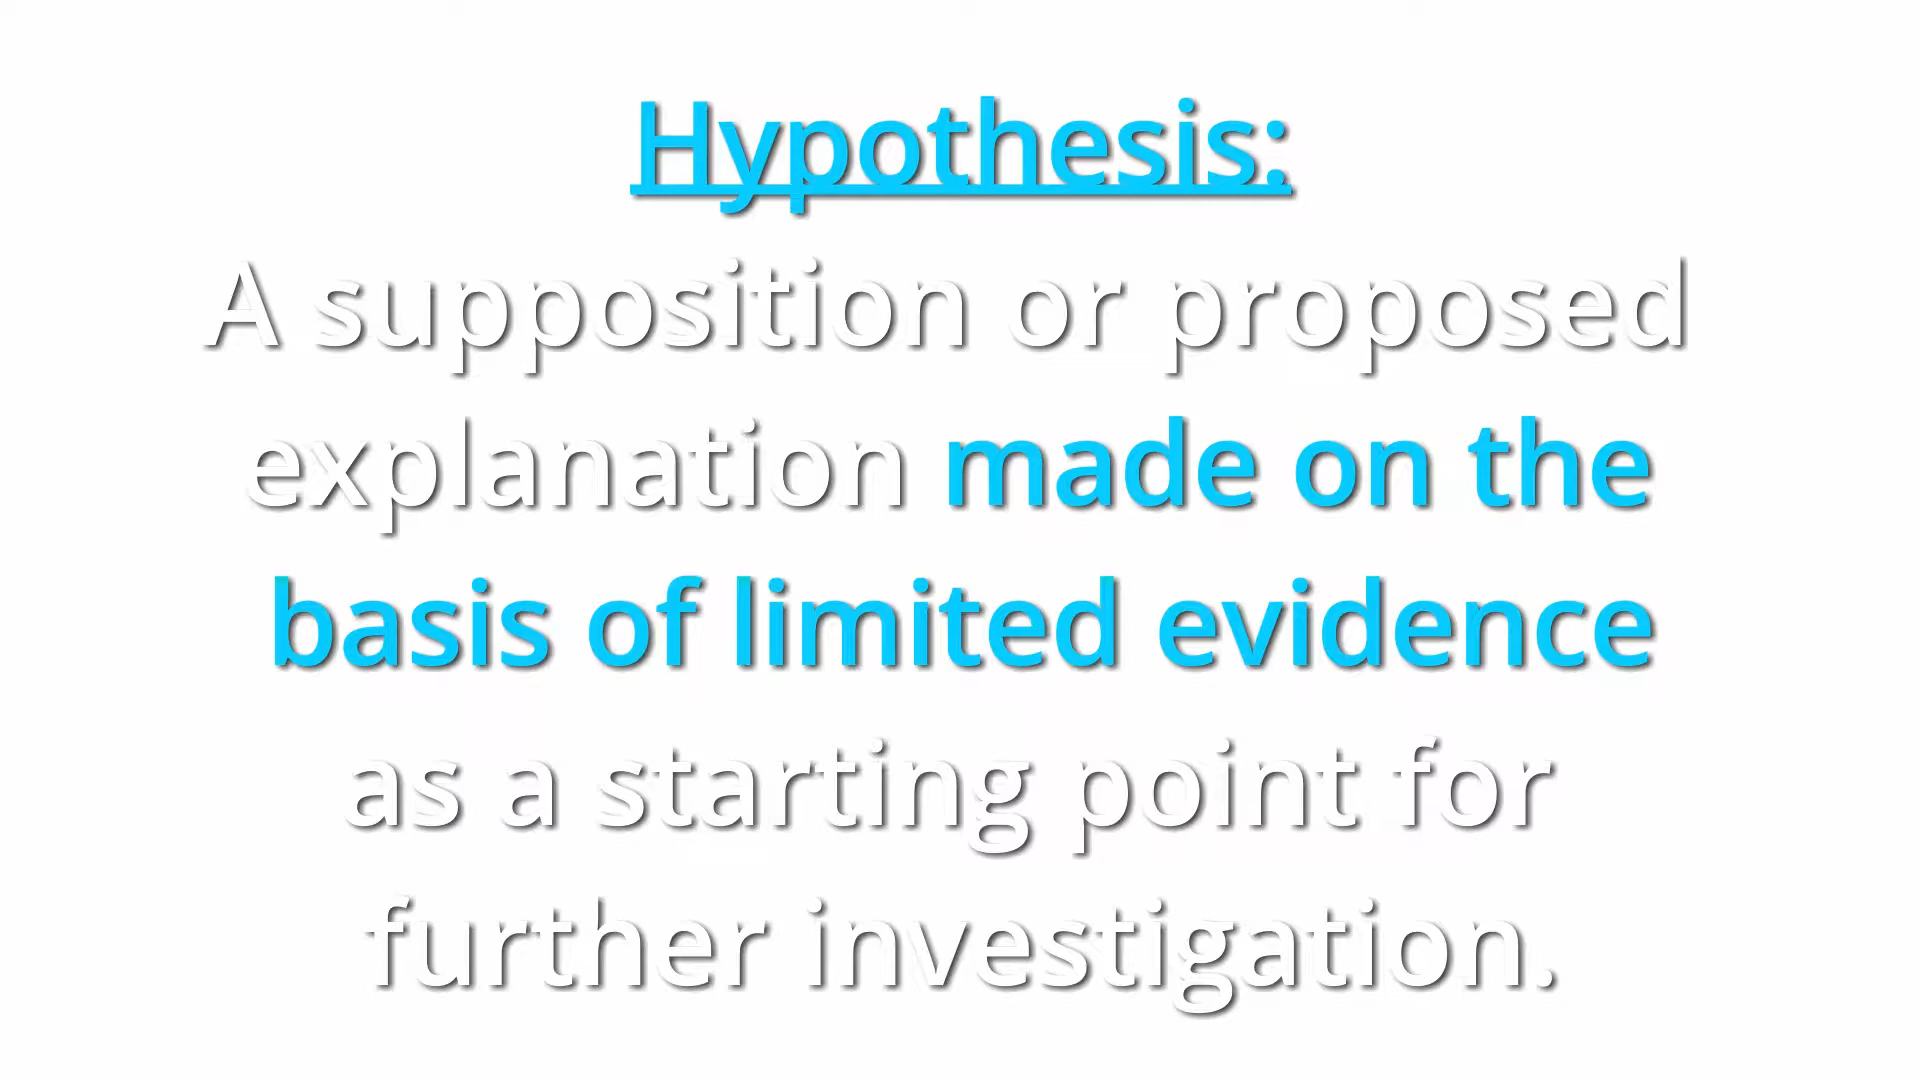 Hypothesis:
A supposition or proposed
explanation made on the
basis of limited evidence
as a starting point for
further investigation.